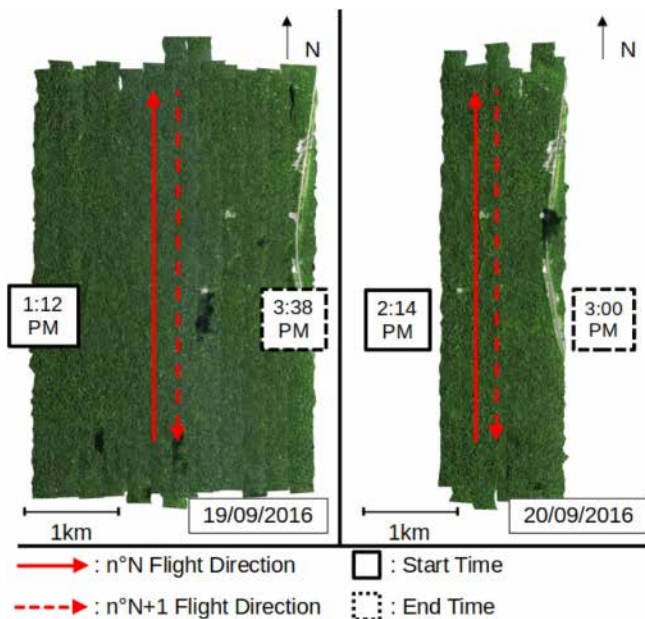 N
N
1:12
PM
3:38
PM
2:14
PM
3:00
PM
1km
19/09/2016
1km
20/09/2016
: n°N Flight Direction
: Start Time
: n°N+1 Flight Direction
: End Time